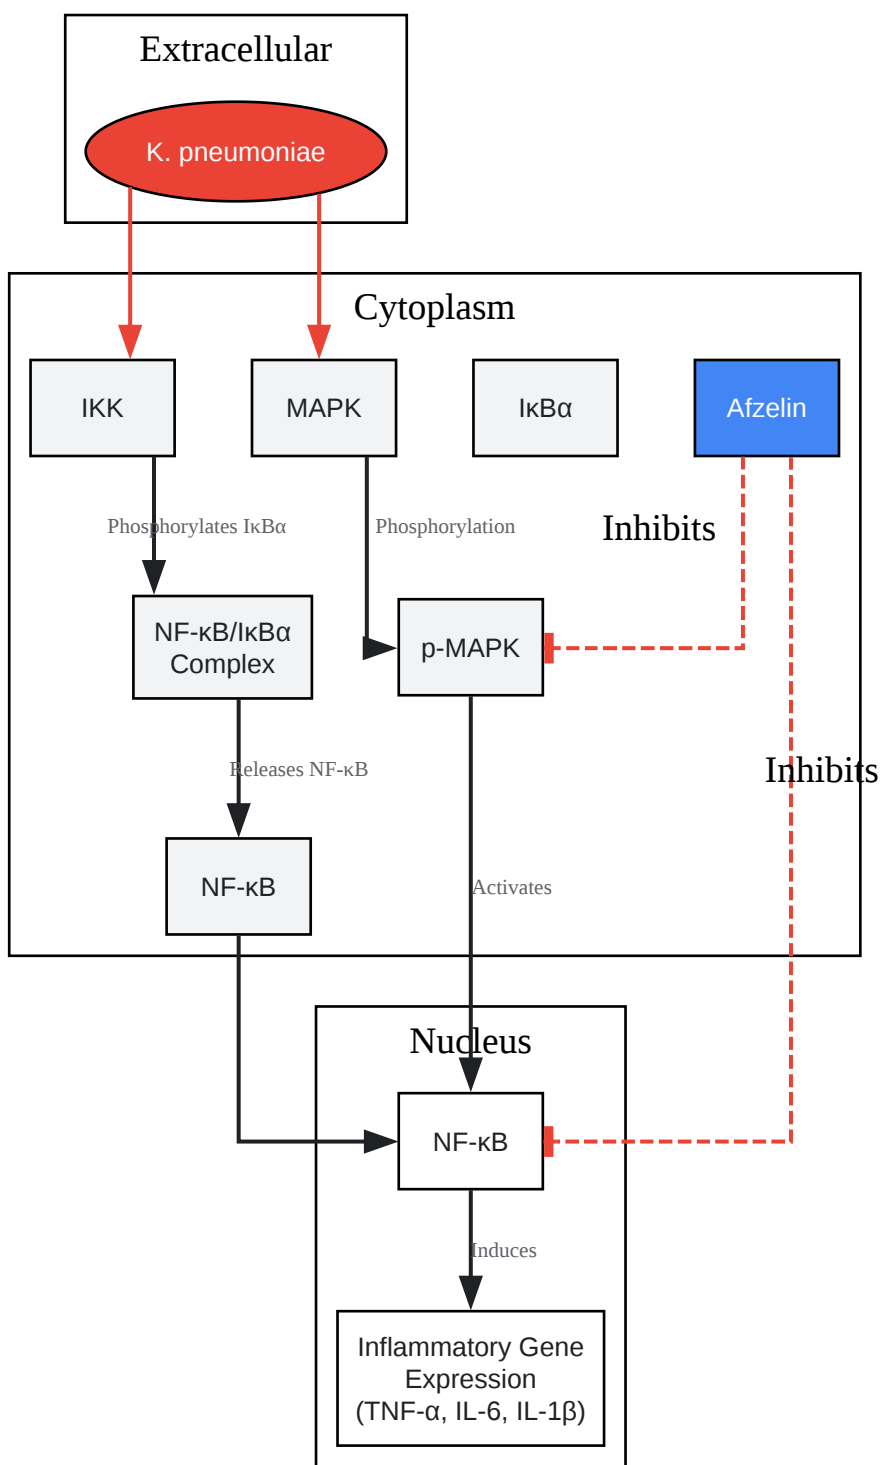 Extracellular
K. pneumoniae
Cytoplasm
IKK
MAPK
IκBα
Afzelin
Phosphorylates IκBα
Phosphorylation
Inhibits
NF-κB/IκBα
Complex
p-MAPK
Releases NF-κB
Inhibits
NF-κB
Activates
Nucleus
NF-κB
Induces
Inflammatory Gene
Expression
(TNF-α, IL-6, IL-1β)